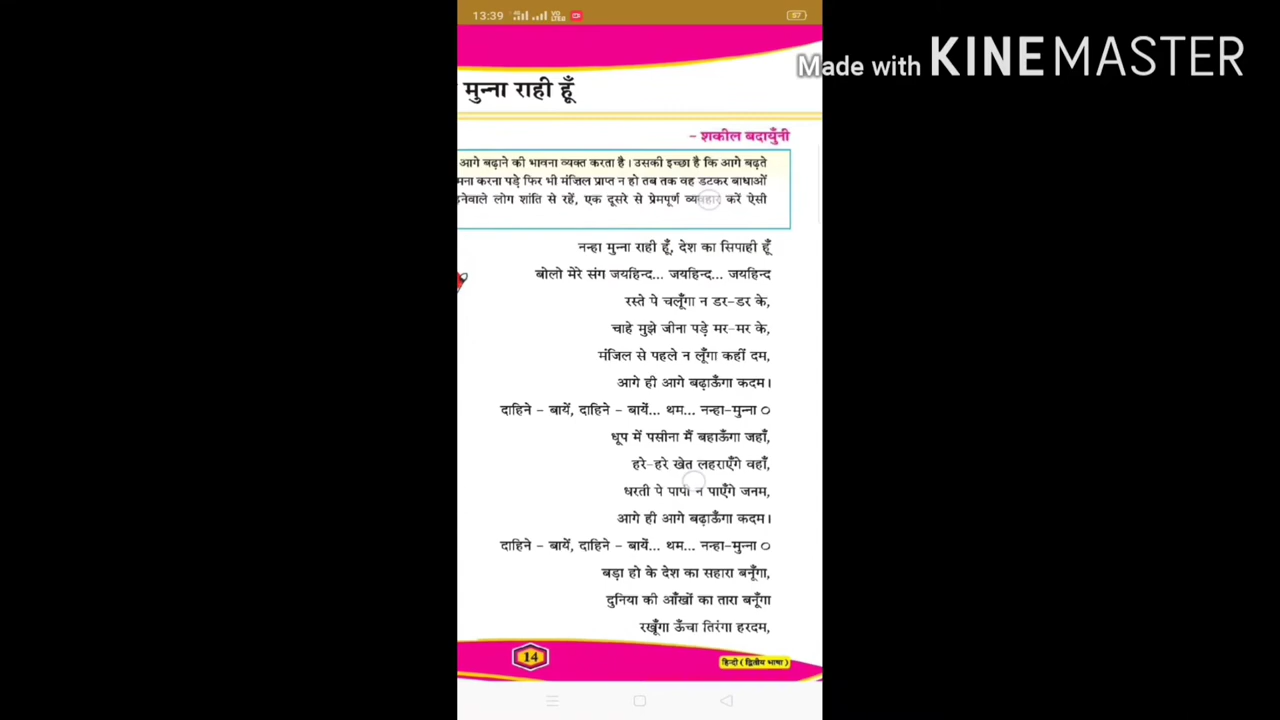 13:39
Made with KINEMASTER
मुन्ना राही हूँ
- शकील बदायुँनी
आगे बढ़ाने की भावना व्यक्त करता है। उसकी इच्छा है कि आगे बढ़ते
मना करना पड़े फिर भी मंज़िल प्राप्त न हो तब तक वह डटकर बाधाओं
नेवाले लोग शांति से रहें, एक दूसरे से प्रेमपूर्ण व्यवहार करें ऐसी
नन्हा मुन्ना राही हूँ, देश का सिपाही हूँ
बोलो मेरे संग जयहिन्द... जयहिन्द... जयहिन्द
रस्ते पे चलूँगा न डर-डर के,
चाहे मुझे जीना पड़े मर-मर के,
मंजिल से पहले न लूँगा कहीं दम,
आगे ही आगे बढ़ाऊँगा कदम।
दाहिने - बायें, दाहिने - बायें... थम... नन्हा-मुन्ना ०
धूप में पसीना मैं बहाऊँगा जहाँ,
हरे-हरे खेत लहराएँगे वहाँ,
धरती पे पापी न पाएँगे जनम,
आगे ही आगे बढ़ाऊँगा कदम।
दाहिने - बायें, दाहिने - बायें... थम... नन्हा-मुन्ना ०
बड़ा हो के देश का सहारा बनूँगा,
दुनिया की आँखों का तारा बनूँगा
रखूँगा ऊँचा तिरंगा हरदम,
14
हिन्दी (द्वितीय भाषा)